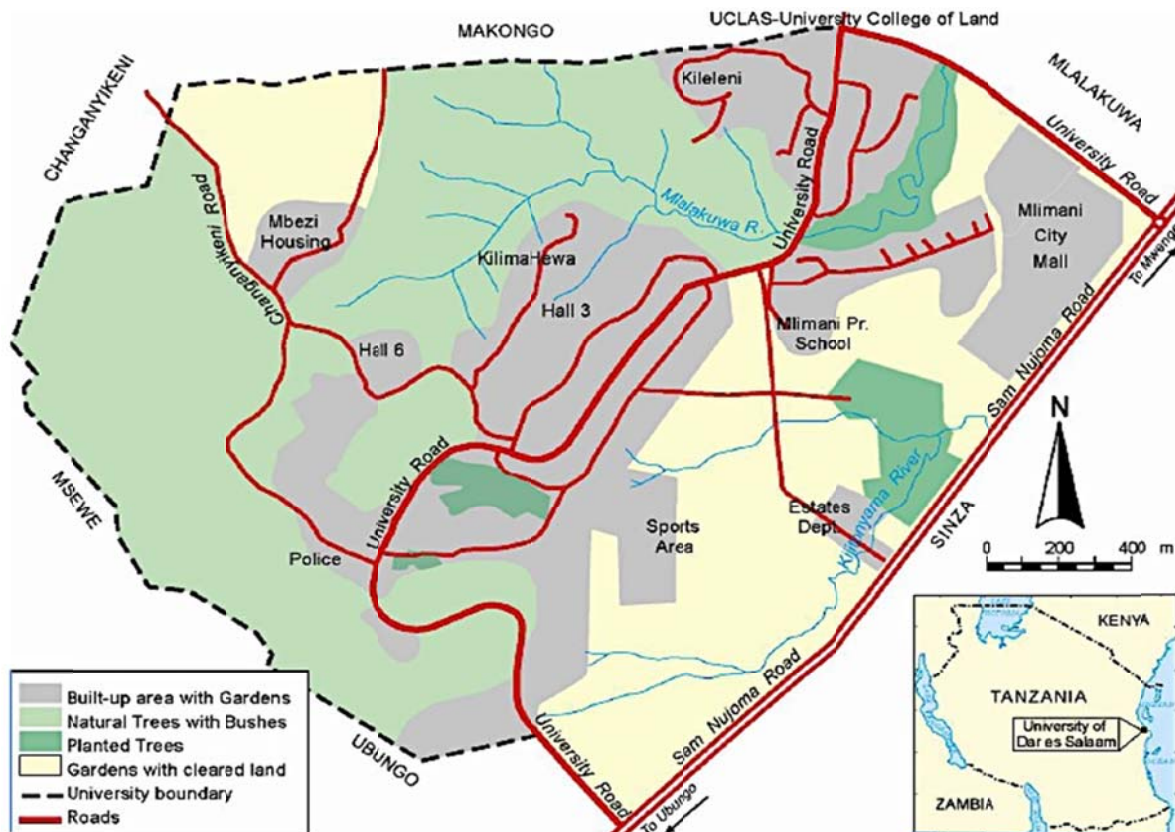 UCLAS-University College of Land
MAKONGO
Kileleni
MLALAKUWA
CHANGANYIKENI
University Road
University Road
Changanyikeni Road
Mbezi
Housing
Mlalakuwa R.
Mlimani
City
Mall
To Mwenge
KilimaHewa
Hall 3
Mlimani Pr.
School
Hall 6
Sam Nujoma Road
N
MSEWE
University Road
Sports
Area
Estates
Dept.
Kijitonyama River
SINZA
Police
0 200 400 m
Sam Nujoma Road
University Road
UBUNGO
To Ubungo
Built-up area with Gardens
Natural Trees with Bushes
Planted Trees
Gardens with cleared land
University boundary
Roads
KENYA
TANZANIA
University of
Dar es Salaam
ZAMBIA